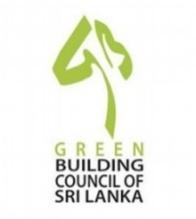 GREEN
BUILDING
COUNCIL OF
SRI LANKA